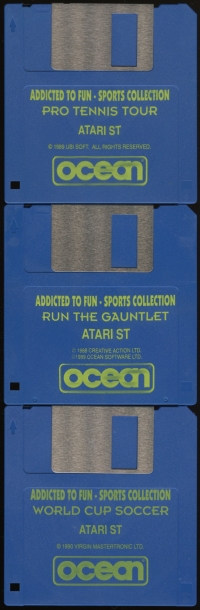 ADDICTED TO FUN - SPORTS COLLECTION
PRO TENNIS TOUR
ATARI ST
© 1989 UBI SOFT. ALL RIGHTS RESERVED.
ocean
ADDICTED TO FUN - SPORTS COLLECTION
RUN THE GAUNTLET
ATARI ST
© 1989 CREATIVE ACTION LTD.
© 1989 OCEAN SOFTWARE LTD.
ocean
ADDICTED TO FUN - SPORTS COLLECTION
WORLD CUP SOCCER
ATARI ST
© 1990 VIRGIN MASTERTRONIC LTD.
ocean